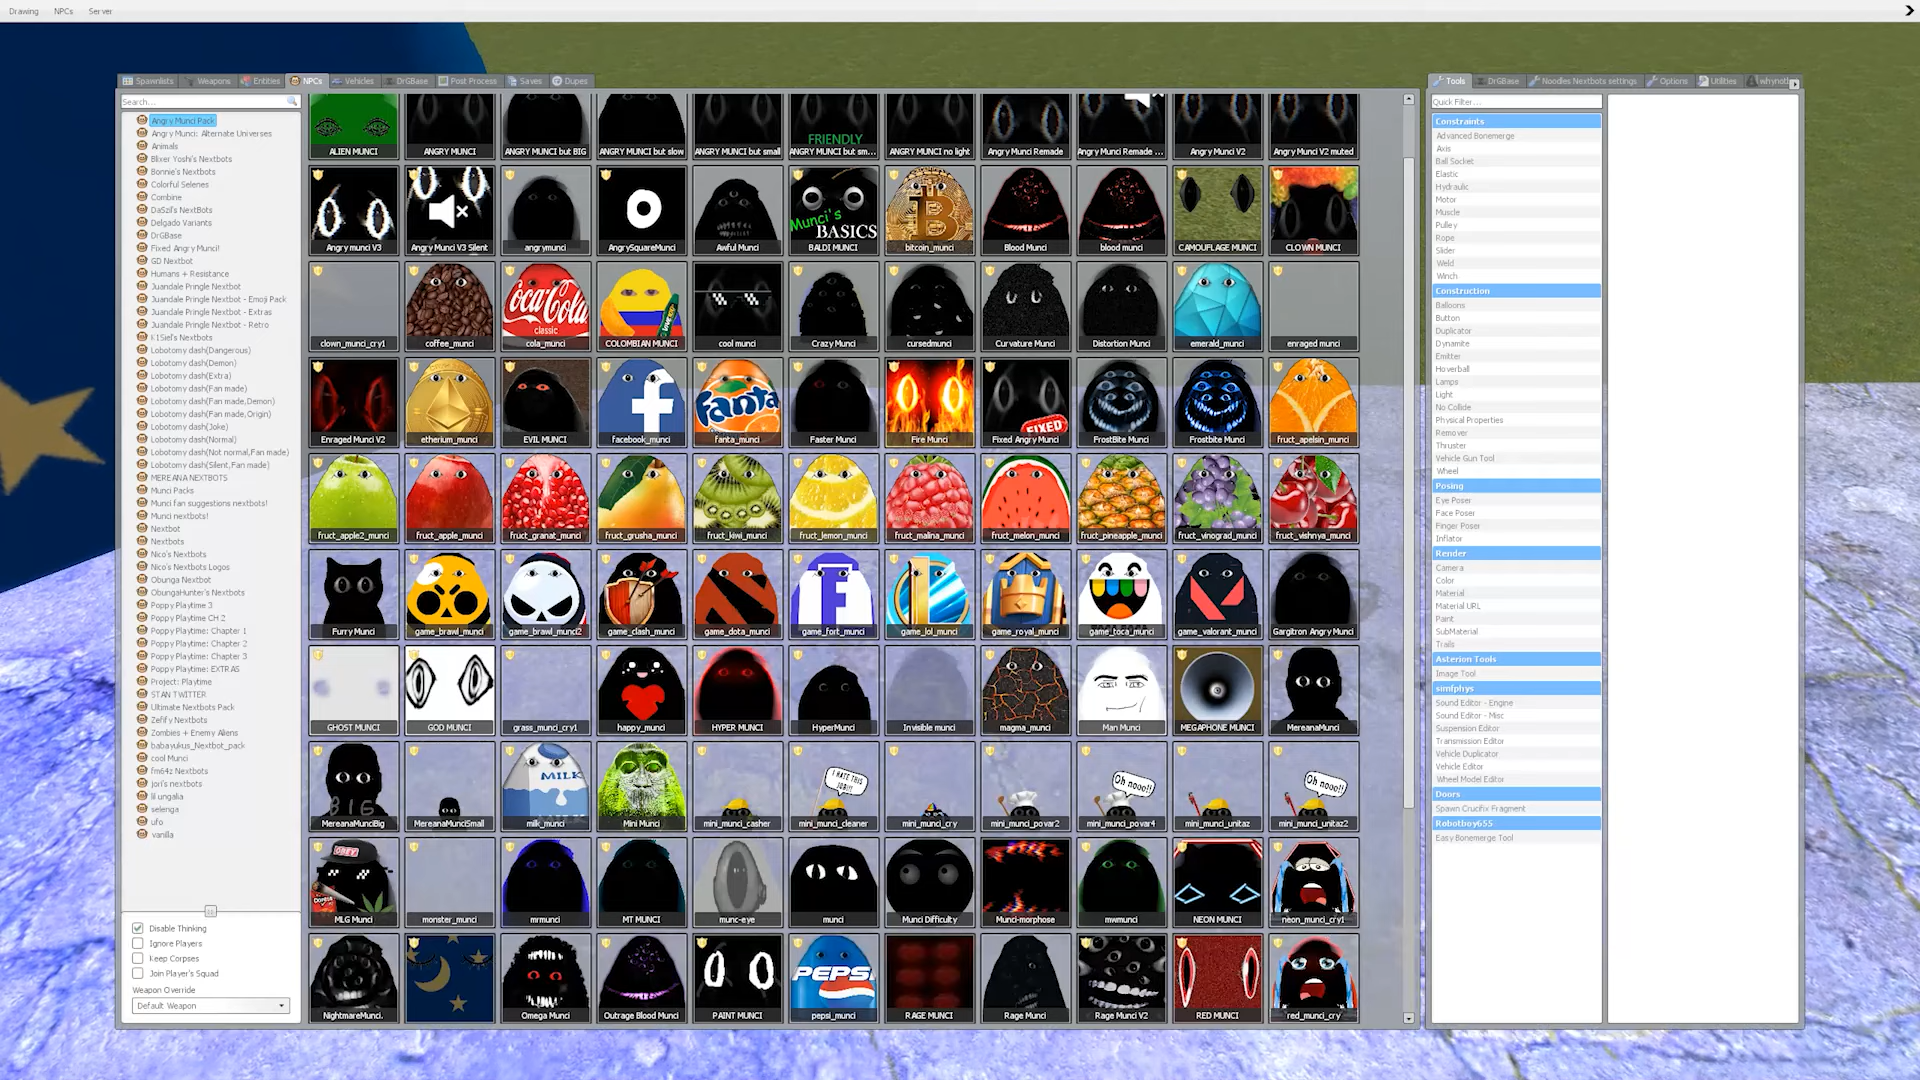 Drawing NPCs Server
Spawnlists Weapons Entities NPCs Vehicles DrGBase Post Process Saves Dupes
Search...
Angry Munci Pack
Angry Munci: Alternate Universes
Animals
Blixer Yoshi's Nextbots
Bonnie's Nextbots
Colorful Selenes
Combine
DaSzil's NextBots
Delgado Variants
DrGBase
Fixed Angry Munci!
GD Nextbot
Humans + Resistance
Juandale Pringle Nextbot
Juandale Pringle Nextbot - Emoji Pack
Juandale Pringle Nextbot - Extras
Juandale Pringle Nextbot - Retro
K1Siel's Nextbots
Lobotomy dash(Dangerous)
Lobotomy dash(Demon)
Lobotomy dash(Extra)
Lobotomy dash(Fan made)
Lobotomy dash(Fan made,Demon)
Lobotomy dash(Fan made,Origin)
Lobotomy dash(Joke)
Lobotomy dash(Normal)
Lobotomy dash(Not normal,Fan made)
Lobotomy dash(Silent,Fan made)
MEREANA NEXTBOTS
Munci Packs
Munci fan suggestions nextbots!
Munci nextbots!
Nextbot
Nextbots
Nico's Nextbots
Nico's Nextbots Logos
Obunga Nextbot
ObungaHunter's Nextbots
Poppy Playtime 3
Poppy Playtime CH 2
Poppy Playtime: Chapter 1
Poppy Playtime: Chapter 2
Poppy Playtime: Chapter 3
Poppy Playtime: EXTRAS
Project: Playtime
STAN TWITTER
Ultimate Nextbots Pack
Zefify Nextbots
Zombies + Enemy Aliens
babayukus_Nextbot_pack
cool Munci
fm64z Nextbots
jori's nextbots
lil ungalia
selenga
ufo
vanilla
Disable Thinking
Ignore Players
Keep Corpses
Join Player's Squad
Weapon Override
Default Weapon
FRIENDLY
ALIEN MUNCI ANGRY MUNCI ANGRY MUNCI but BIG ANGRY MUNCI but slow ANGRY MUNCI but small ANGRY MUNCI but sm... ANGRY MUNCI no light Angry Munci Remade Angry Munci Remade ... Angry Munci V2 Angry Munci V2 muted
Munci's
BASICS
Angry munci V3 Angry Munci V3 Silent angrymunci AngrySquareMunci Awful Munci BALDI MUNCI bitcoin_munci Blood Munci blood munci CAMOUFLAGE MUNCI CLOWN MUNCI
Coca-Cola
classic
clown_munci_cry1 coffee_munci cola_munci COLOMBIAN MUNCI cool munci Crazy Munci cursedmunci Curvature Munci Distortion Munci emerald_munci enraged munci
Fanta
FIXED
Enraged Munci V2 etherium_munci EVIL MUNCI facebook_munci fanta_munci Faster Munci Fire Munci Fixed Angry Munci FrostBite Munci Frostbite Munci fruct_apelsin_munci
fruct_apple2_munci fruct_apple_munci fruct_granat_munci fruct_grusha_munci fruct_kiwi_munci fruct_lemon_munci fruct_malina_munci fruct_melon_munci fruct_pineapple_munci fruct_vinograd_munci fruct_vishnya_munci
Furry Munci game_brawl_munci game_brawl_munci2 game_clash_munci game_dota_munci game_fort_munci game_lol_munci game_royal_munci game_toca_munci game_valorant_munci Gargitron Angry Munci
GHOST MUNCI GOD MUNCI grass_munci_cry1 happy_munci HYPER MUNCI HyperMunci Invisible munci magma_munci Man Munci MEGAPHONE MUNCI MereanaMunci
BIG
MILK
I HATE THIS JOB!!!
Oh nooo!!
Oh nooo!!
MereanaMunciBig MereanaMunciSmall milk_munci Mini Munci mini_munci_casher mini_munci_cleaner mini_munci_cry mini_munci_povar2 mini_munci_povar4 mini_munci_unitaz mini_munci_unitaz2
OBEY
MLG Munci monster_munci mrmunci MT MUNCI munc-eye munci Munci Difficulty Munci-morphose mwmunci NEON MUNCI neon_munci_cry1
PEPSI
NightmareMunci. Omega Munci Outrage Blood Munci PAINT MUNCI pepsi_munci RAGE MUNCI Rage Munci Rage Munci V2 RED MUNCI red_munci_cry
Tools DrGBase Noodles Nextbots settings Options Utilities whynoth
Quick Filter...
Constraints
Advanced Bonemerge
Axis
Ball Socket
Elastic
Hydraulic
Motor
Muscle
Pulley
Rope
Slider
Weld
Winch
Construction
Balloons
Button
Duplicator
Dynamite
Emitter
Hoverball
Lamps
Light
No Collide
Physical Properties
Remover
Thruster
Vehicle Gun Tool
Wheel
Posing
Eye Poser
Face Poser
Finger Poser
Inflator
Render
Camera
Color
Material
Material URL
Paint
SubMaterial
Trails
Asterion Tools
Image Tool
simfphys
Sound Editor - Engine
Sound Editor - Misc
Suspension Editor
Transmission Editor
Vehicle Duplicator
Vehicle Editor
Wheel Model Editor
Doors
Spawn Crucifix Fragment
Robotboy655
Easy Bonemerge Tool